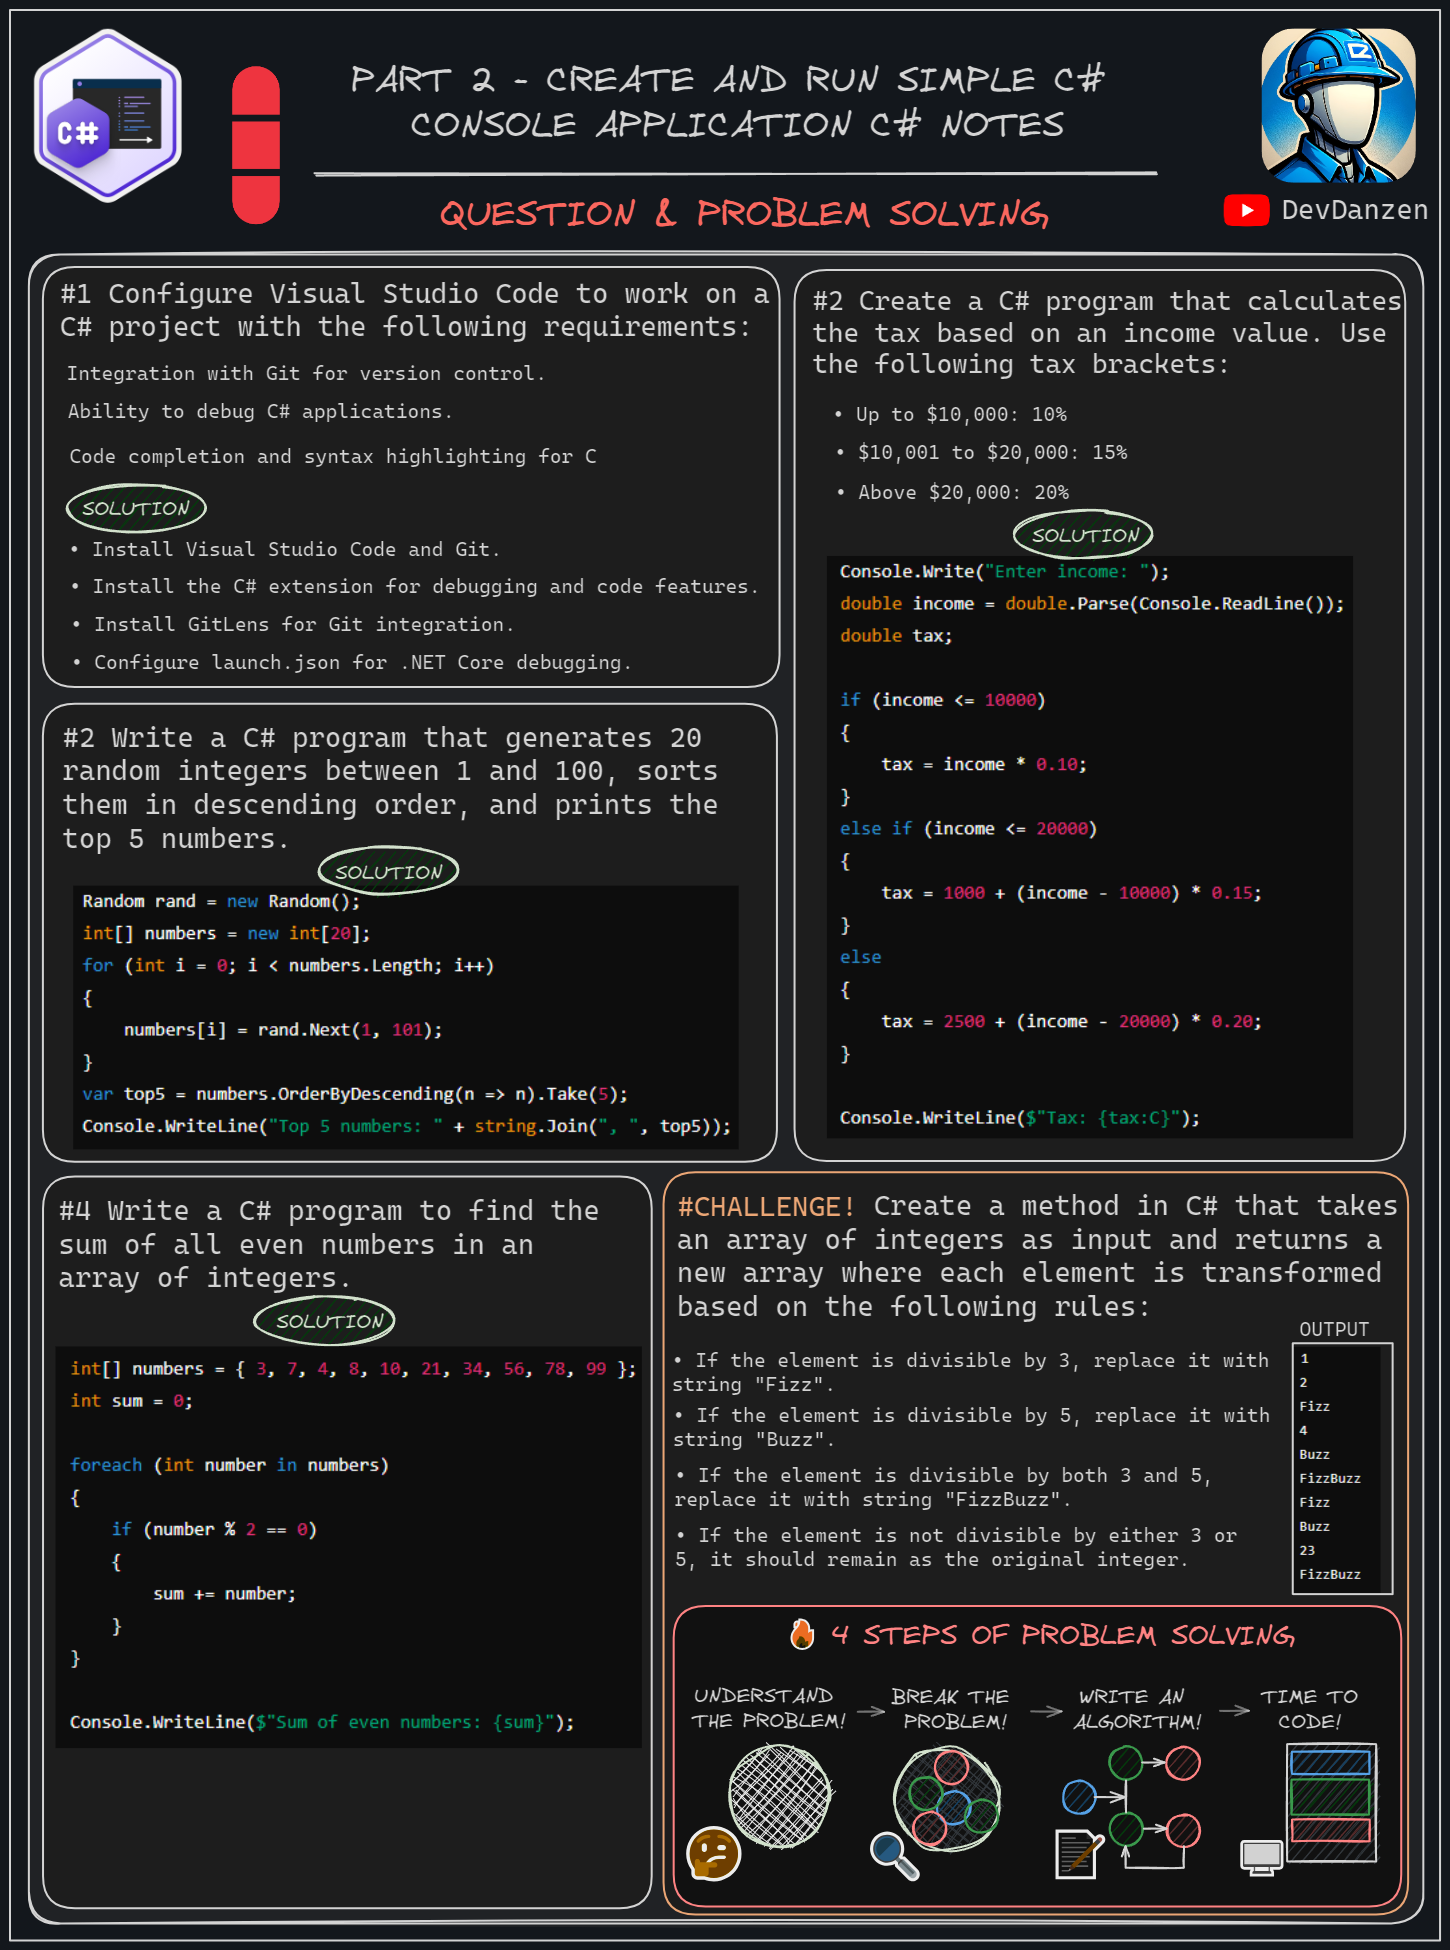 C#
PART 2 - CREATE AND RUN SIMPLE C#
CONSOLE APPLICATION C# NOTES
QUESTION & PROBLEM SOLVING
DevDanzen
#1 Configure Visual Studio Code to work on a
C# project with the following requirements:
Integration with Git for version control.
Ability to debug C# applications.
Code completion and syntax highlighting for C
SOLUTION
• Install Visual Studio Code and Git.
• Install the C# extension for debugging and code features.
• Install GitLens for Git integration.
• Configure launch.json for .NET Core debugging.
#2 Create a C# program that calculates
the tax based on an income value. Use
the following tax brackets:
• Up to $10,000: 10%
• $10,001 to $20,000: 15%
• Above $20,000: 20%
SOLUTION
Console.Write("Enter income: ");
double income = double.Parse(Console.ReadLine());
double tax;
if (income <= 10000)
{
tax = income * 0.10;
}
else if (income <= 20000)
{
tax = 1000 + (income - 10000) * 0.15;
}
else
{
tax = 2500 + (income - 20000) * 0.20;
}
Console.WriteLine($"Tax: {tax:C}");
#2 Write a C# program that generates 20
random integers between 1 and 100, sorts
them in descending order, and prints the
top 5 numbers.
SOLUTION
Random rand = new Random();
int[] numbers = new int[20];
for (int i = 0; i < numbers.Length; i++)
{
numbers[i] = rand.Next(1, 101);
}
var top5 = numbers.OrderByDescending(n => n).Take(5);
Console.WriteLine("Top 5 numbers: " + string.Join(", ", top5));
#4 Write a C# program to find the
sum of all even numbers in an
array of integers.
SOLUTION
int[] numbers = { 3, 7, 4, 8, 10, 21, 34, 56, 78, 99 };
int sum = 0;
foreach (int number in numbers)
{
if (number % 2 == 0)
{
sum += number;
}
}
Console.WriteLine($"Sum of even numbers: {sum}");
#CHALLENGE! Create a method in C# that takes
an array of integers as input and returns a
new array where each element is transformed
based on the following rules:
• If the element is divisible by 3, replace it with
string "Fizz".
• If the element is divisible by 5, replace it with
string "Buzz".
• If the element is divisible by both 3 and 5,
replace it with string "FizzBuzz".
• If the element is not divisible by either 3 or
5, it should remain as the original integer.
OUTPUT
1
2
Fizz
4
Buzz
FizzBuzz
Fizz
Buzz
23
FizzBuzz
4 STEPS OF PROBLEM SOLVING
UNDERSTAND
THE PROBLEM!
BREAK THE
PROBLEM!
WRITE AN
ALGORITHM!
TIME TO
CODE!